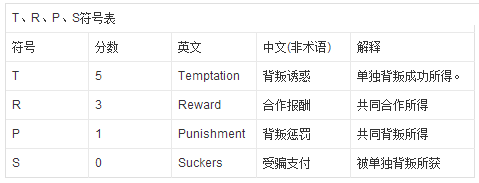 T、R、P、S符号表
符号 分数 英文 中文(非术语) 解释
T 5 Temptation 背叛诱惑 单独背叛成功所得。
R 3 Reward 合作报酬 共同合作所得
P 1 Punishment 背叛惩罚 共同背叛所得
S 0 Suckers 受骗支付 被单独背叛所获